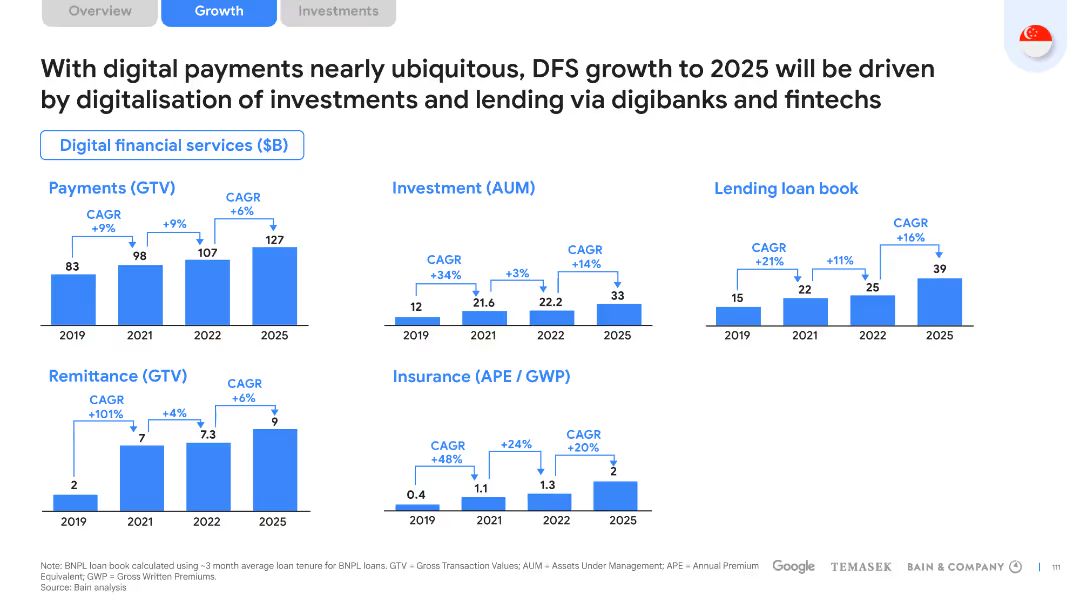 Overview
Growth
Investments
With digital payments nearly ubiquitous, DFS growth to 2025 will be driven
by digitalisation of investments and lending via digibanks and fintechs
Digital financial services ($B)
Payments (GTV)
CAGR
+9%
+9%
CAGR
+6%
83
98
107
127
2019
2021
2022
2025
Investment (AUM)
CAGR
+34%
+3%
CAGR
+14%
12
21.6
22.2
33
2019
2021
2022
2025
Lending loan book
CAGR
+21%
+11%
CAGR
+16%
15
22
25
39
2019
2021
2022
2025
Remittance (GTV)
CAGR
+101%
+4%
CAGR
+6%
2
7
7.3
9
2019
2021
2022
2025
Insurance (APE / GWP)
CAGR
+48%
+24%
CAGR
+20%
0.4
1.1
1.3
2
2019
2021
2022
2025
Note: BNPL loan book calculated using ~3 month average loan tenure for BNPL loans. GTV = Gross Transaction Values; AUM = Assets Under Management; APE = Annual Premium
Equivalent; GWP = Gross Written Premiums.
Source: Bain analysis
Google TEMASEK BAIN & COMPANY
111